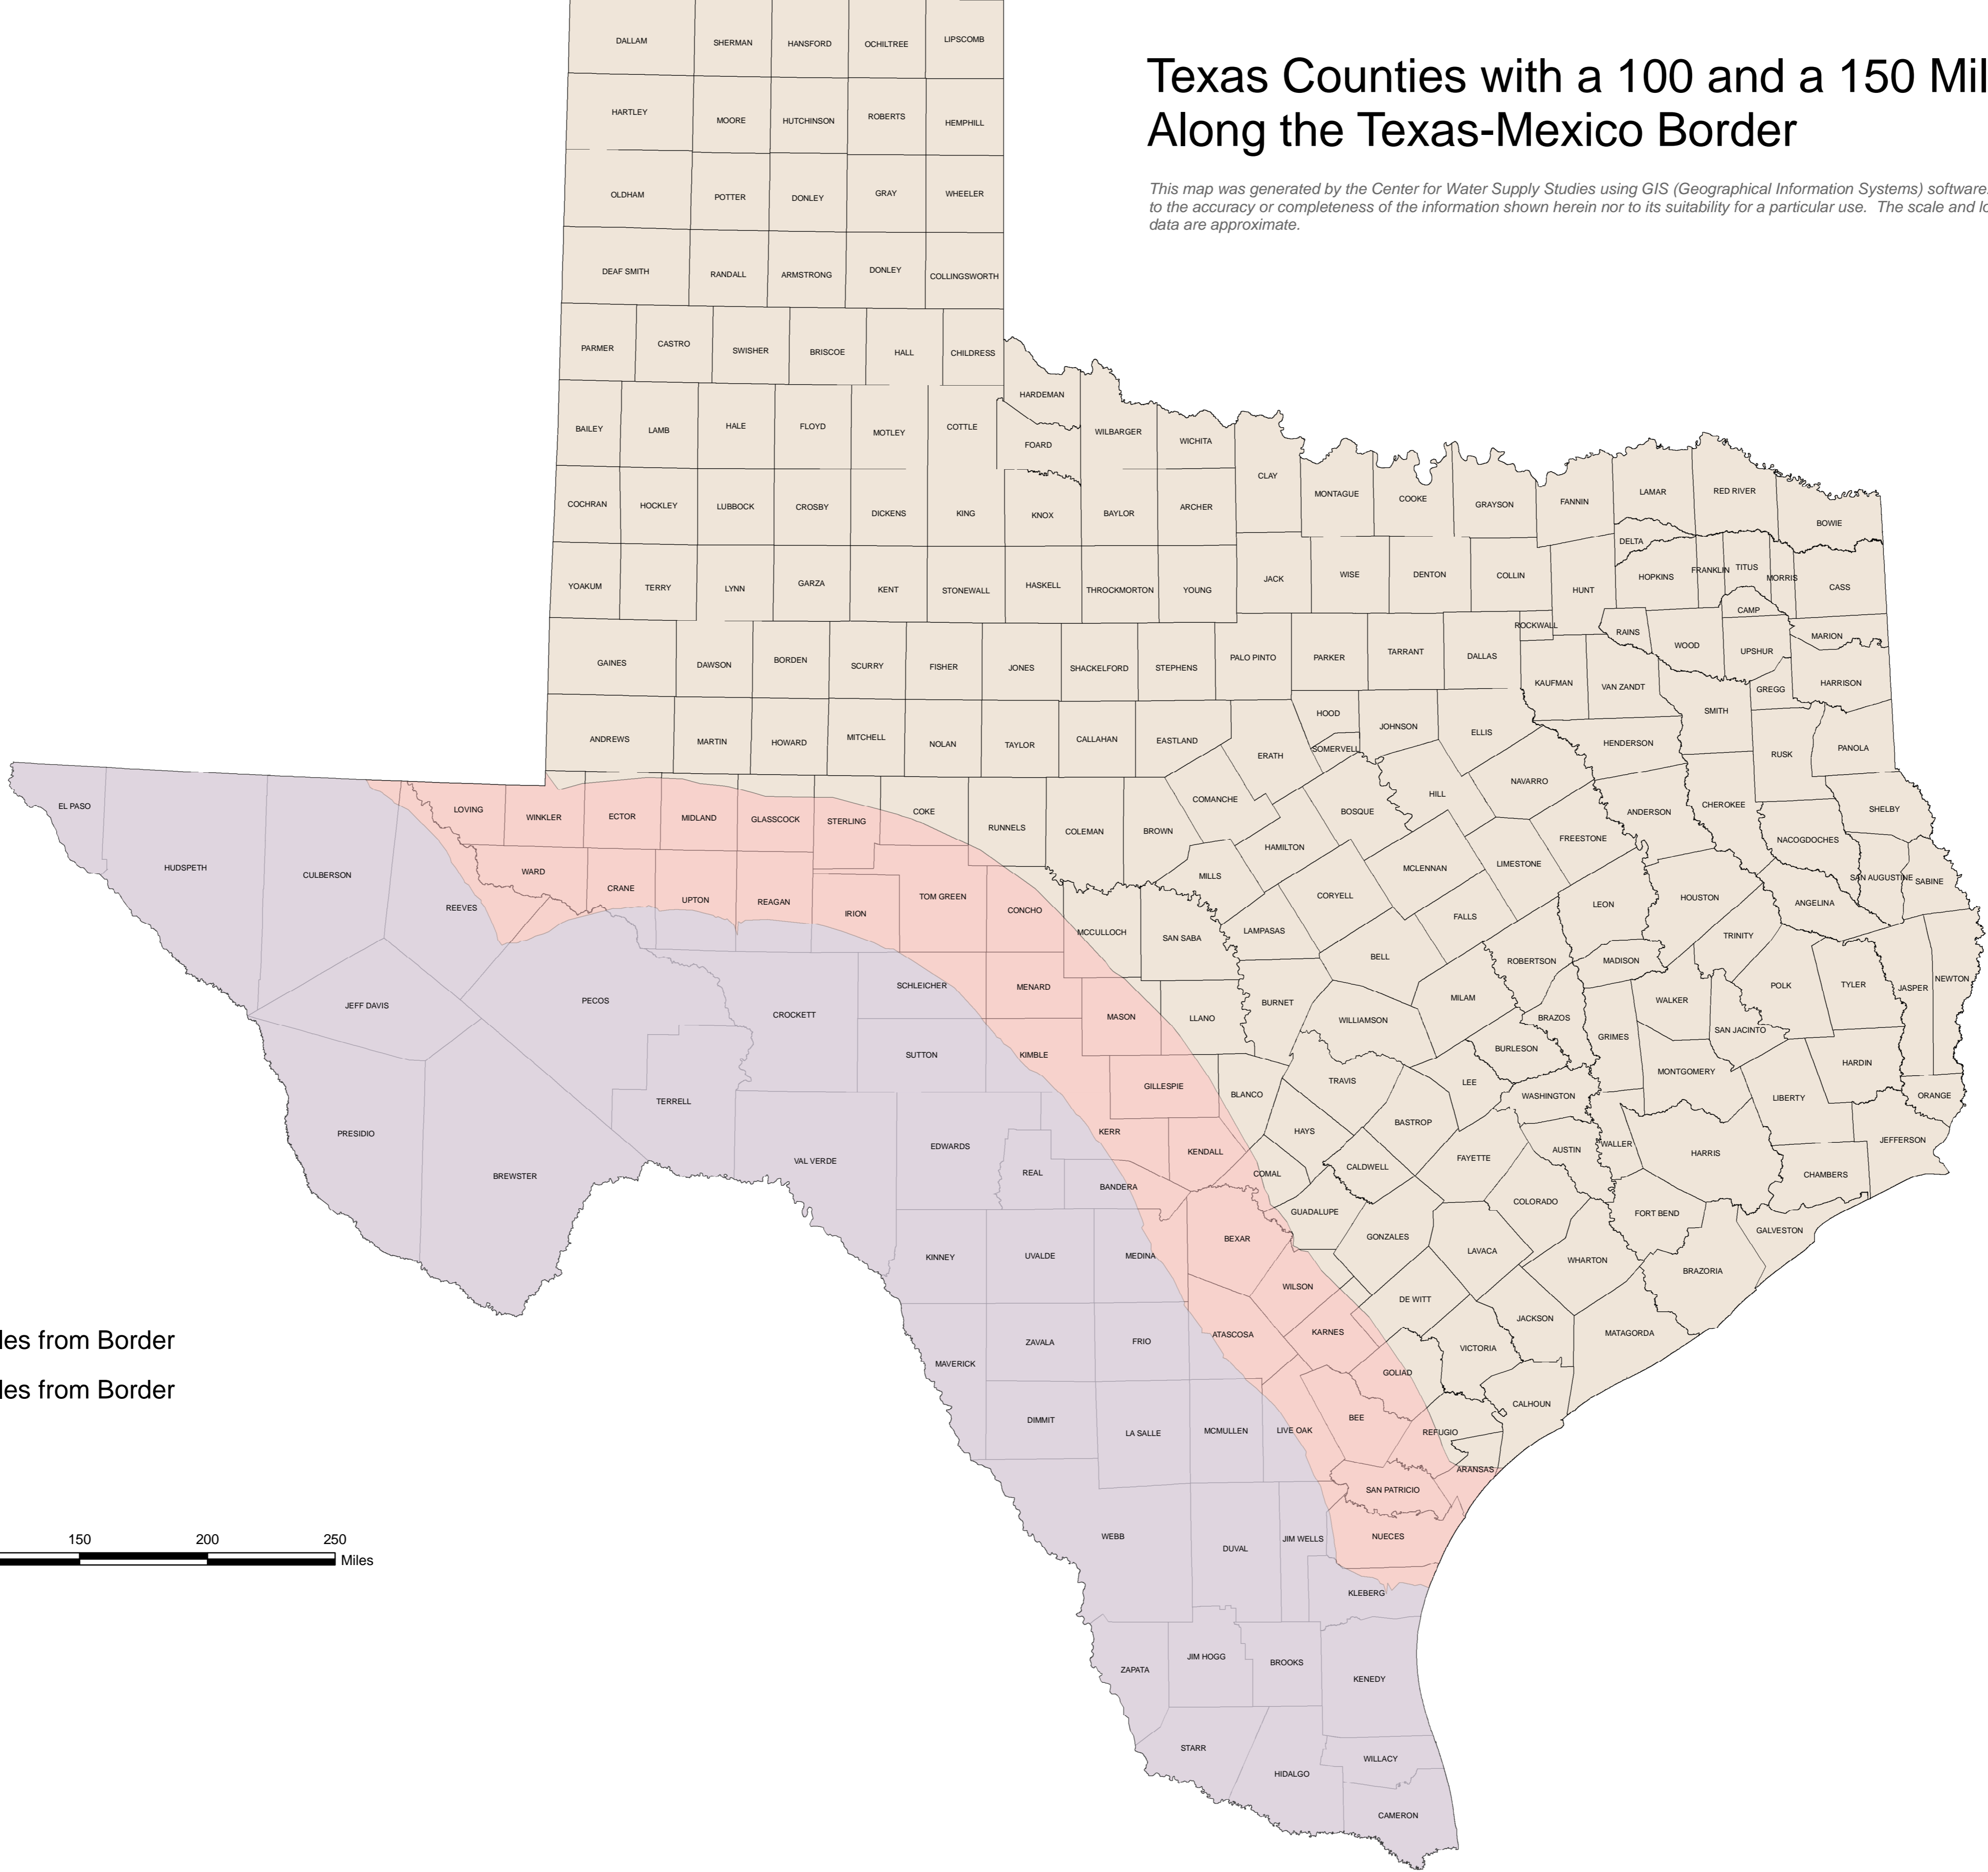 Texas Counties with a 100 and a 150 Mil
Along the Texas-Mexico Border
This map was generated by the Center for Water Supply Studies using GIS (Geographical Information Systems) software
to the accuracy or completeness of the information shown herein nor to its suitability for a particular use. The scale and lo
data are approximate.
DALLAM SHERMAN HANSFORD OCHILTREE LIPSCOMB
HARTLEY MOORE HUTCHINSON ROBERTS HEMPHILL
OLDHAM POTTER DONLEY GRAY WHEELER
DEAF SMITH RANDALL ARMSTRONG DONLEY COLLINGSWORTH
PARMER CASTRO SWISHER BRISCOE HALL CHILDRESS
HARDEMAN
BAILEY LAMB HALE FLOYD MOTLEY COTTLE FOARD WILBARGER WICHITA
CLAY MONTAGUE COOKE GRAYSON FANNIN LAMAR RED RIVER BOWIE
COCHRAN HOCKLEY LUBBOCK CROSBY DICKENS KING KNOX BAYLOR ARCHER
DELTA
YOAKUM TERRY LYNN GARZA KENT STONEWALL HASKELL THROCKMORTON YOUNG JACK WISE DENTON COLLIN HUNT HOPKINS FRANKLIN TITUS MORRIS CASS
CAMP
ROCKWALL RAINS WOOD UPSHUR MARION
GAINES DAWSON BORDEN SCURRY FISHER JONES SHACKELFORD STEPHENS PALO PINTO PARKER TARRANT DALLAS KAUFMAN VAN ZANDT GREGG HARRISON
SMITH
HOOD JOHNSON ELLIS
ANDREWS MARTIN HOWARD MITCHELL NOLAN TAYLOR CALLAHAN EASTLAND ERATH SOMERVELL HENDERSON RUSK PANOLA
NAVARRO
EL PASO LOVING WINKLER ECTOR MIDLAND GLASSCOCK STERLING COKE RUNNELS COLEMAN BROWN COMANCHE BOSQUE HILL ANDERSON CHEROKEE SHELBY
HAMILTON FREESTONE NACOGDOCHES
HUDSPETH CULBERSON WARD CRANE MILLS MCLENNAN LIMESTONE SAN AUGUSTINE SABINE
REEVES UPTON REAGAN IRION TOM GREEN CONCHO CORYELL FALLS LEON HOUSTON ANGELINA
MCCULLOCH SAN SABA LAMPASAS TRINITY
BELL ROBERTSON MADISON
JEFF DAVIS PECOS SCHLEICHER MENARD BURNET MILAM WALKER POLK TYLER JASPER NEWTON
CROCKETT MASON LLANO WILLIAMSON BRAZOS GRIMES SAN JACINTO
SUTTON KIMBLE BURLESON HARDIN
TERRELL GILLESPIE BLANCO TRAVIS LEE WASHINGTON MONTGOMERY LIBERTY ORANGE
PRESIDIO KERR HAYS BASTROP
EDWARDS KENDALL FAYETTE AUSTIN WALLER HARRIS JEFFERSON
BREWSTER VAL VERDE REAL BANDERA COMAL CALDWELL CHAMBERS
GUADALUPE COLORADO FORT BEND GALVESTON
KINNEY UVALDE MEDINA BEXAR GONZALES LAVACA WHARTON BRAZORIA
WILSON DE WITT
MAVERICK ZAVALA FRIO ATASCOSA KARNES JACKSON MATAGORDA
GOLIAD VICTORIA
DIMMIT LA SALLE MCMULLEN LIVE OAK BEE REFUGIO CALHOUN
ARANSAS
SAN PATRICIO
WEBB DUVAL JIM WELLS NUECES
KLEBERG
ZAPATA JIM HOGG BROOKS KENEDY
STARR HIDALGO WILLACY
CAMERON
les from Border
les from Border
150 200 250
Miles